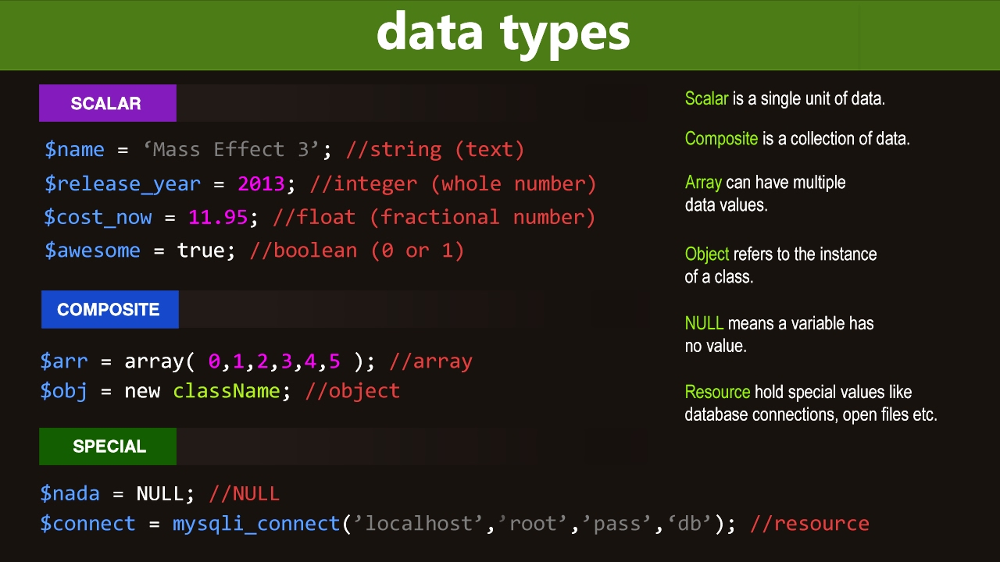 data types
SCALAR
$name = ‘Mass Effect 3’; //string (text)
$release_year = 2013; //integer (whole number)
$cost_now = 11.95; //float (fractional number)
$awesome = true; //boolean (0 or 1)
COMPOSITE
$arr = array( 0,1,2,3,4,5 ); //array
$obj = new className; //object
SPECIAL
$nada = NULL; //NULL
$connect = mysqli_connect(’localhost’,’root’,’pass’,‘db’); //resource
Scalar is a single unit of data.
Composite is a collection of data.
Array can have multiple
data values.
Object refers to the instance
of a class.
NULL means a variable has
no value.
Resource hold special values like
database connections, open files etc.